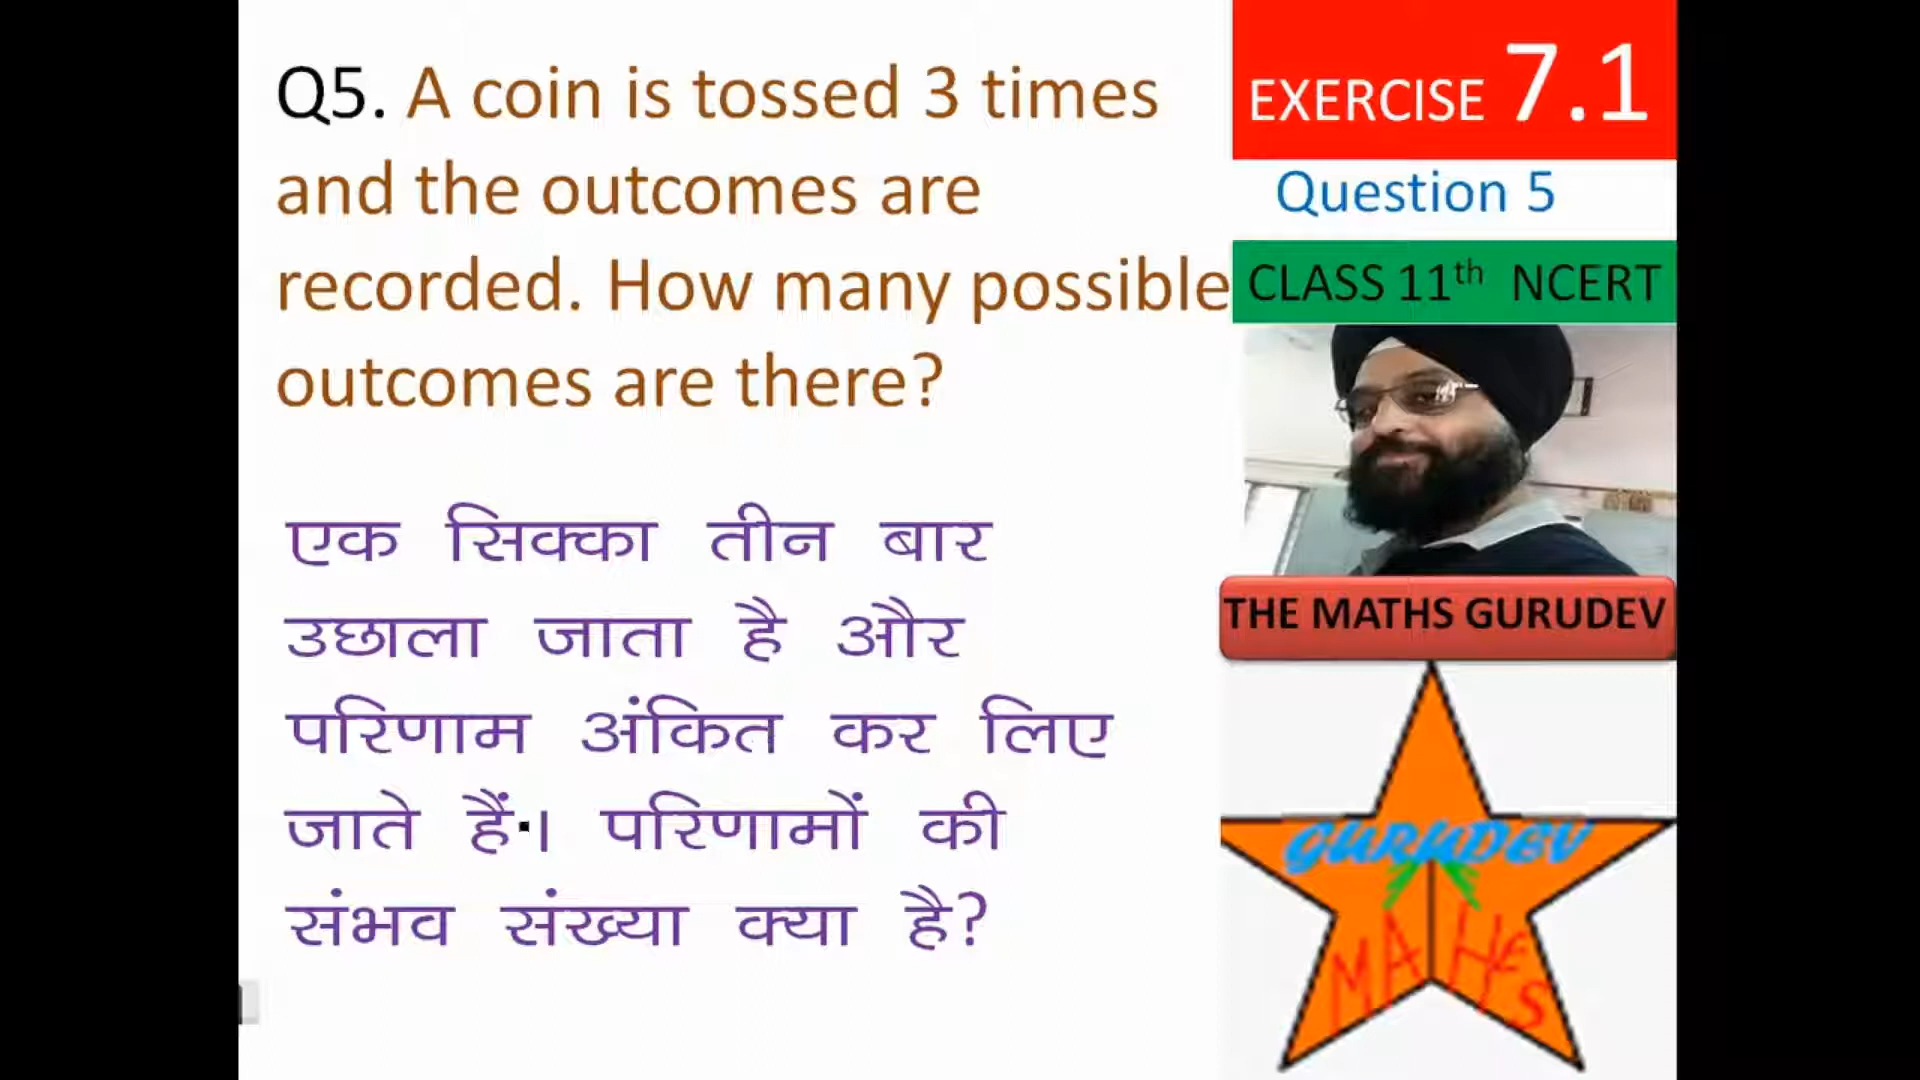 Q5. A coin is tossed 3 times
and the outcomes are
recorded. How many possible
outcomes are there?
एक सिक्का तीन बार
उछाला जाता है और
परिणाम अंकित कर लिए
जाते हैं। परिणामों की
संभव संख्या क्या है?
EXERCISE 7.1
Question 5
CLASS 11th NCERT
THE MATHS GURUDEV
GURUDEV
MATHS